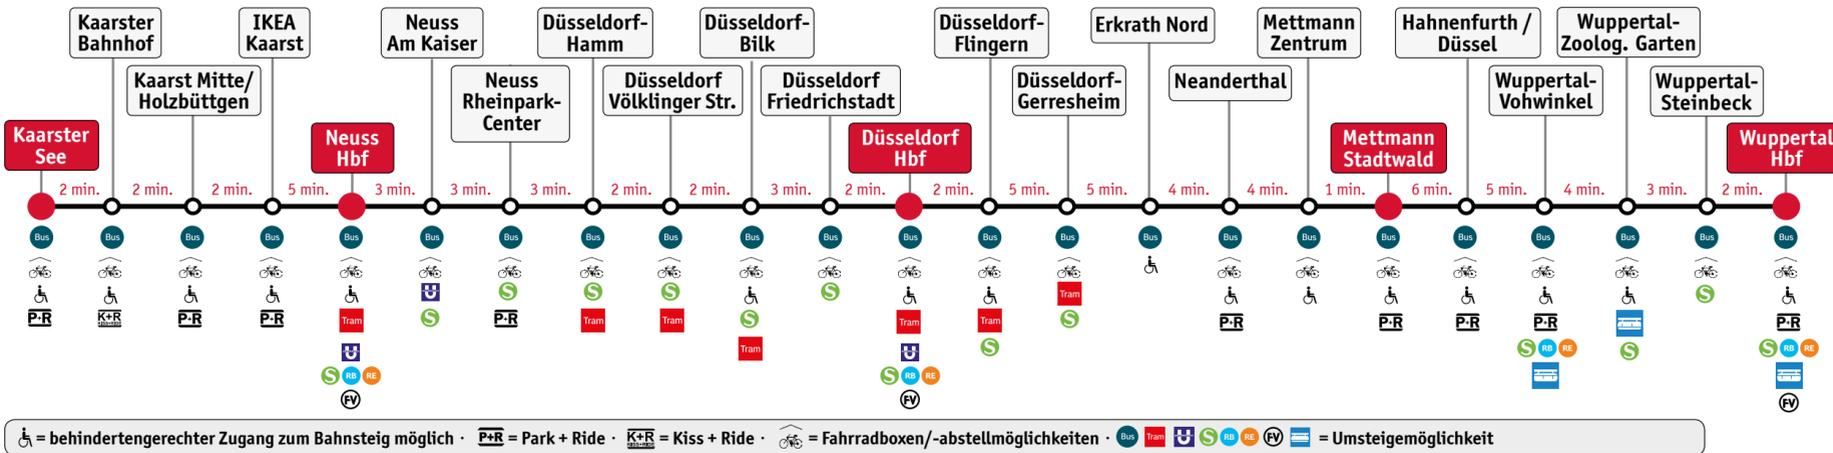 Kaarster
Bahnhof
IKEA
Kaarst
Neuss
Am Kaiser
Düsseldorf-
Hamm
Düsseldorf-
Bilk
Düsseldorf-
Flingern
Erkrath Nord
Mettmann
Zentrum
Hahnenfurth /
Düssel
Wuppertal-
Zoolog. Garten
Kaarst Mitte/
Holzbüttgen
Neuss
Rheinpark-
Center
Düsseldorf
Völklinger Str.
Düsseldorf
Friedrichstadt
Düsseldorf-
Gerresheim
Neanderthal
Wuppertal-
Vohwinkel
Wuppertal-
Steinbeck
Kaarster
See
Neuss
Hbf
Düsseldorf
Hbf
Mettmann
Stadtwald
Wuppertal
Hbf
2 min. 2 min. 2 min. 5 min. 3 min. 3 min. 3 min. 2 min. 2 min. 3 min. 2 min. 2 min. 5 min. 5 min. 4 min. 4 min. 1 min. 6 min. 5 min. 4 min. 3 min. 2 min.
Bus Bus Bus Bus Bus Bus Bus Bus Bus Bus Bus Bus Bus Bus Bus Bus Bus Bus Bus Bus Bus Bus Bus
U S S S S Tram
P+R K+R P+R P+R Tram S P+R Tram Tram S Tram Tram S P+R P+R P+R P+R P+R
U Tram U S S RB RE S S RB RE
S RB RE S RB RE
FV FV FV
= behindertengerechter Zugang zum Bahnsteig möglich · P+R = Park + Ride · K+R KISS+RIDE = Kiss + Ride · = Fahrradboxen/-abstellmöglichkeiten · Bus Tram U S RB RE FV = Umsteigemöglichkeit